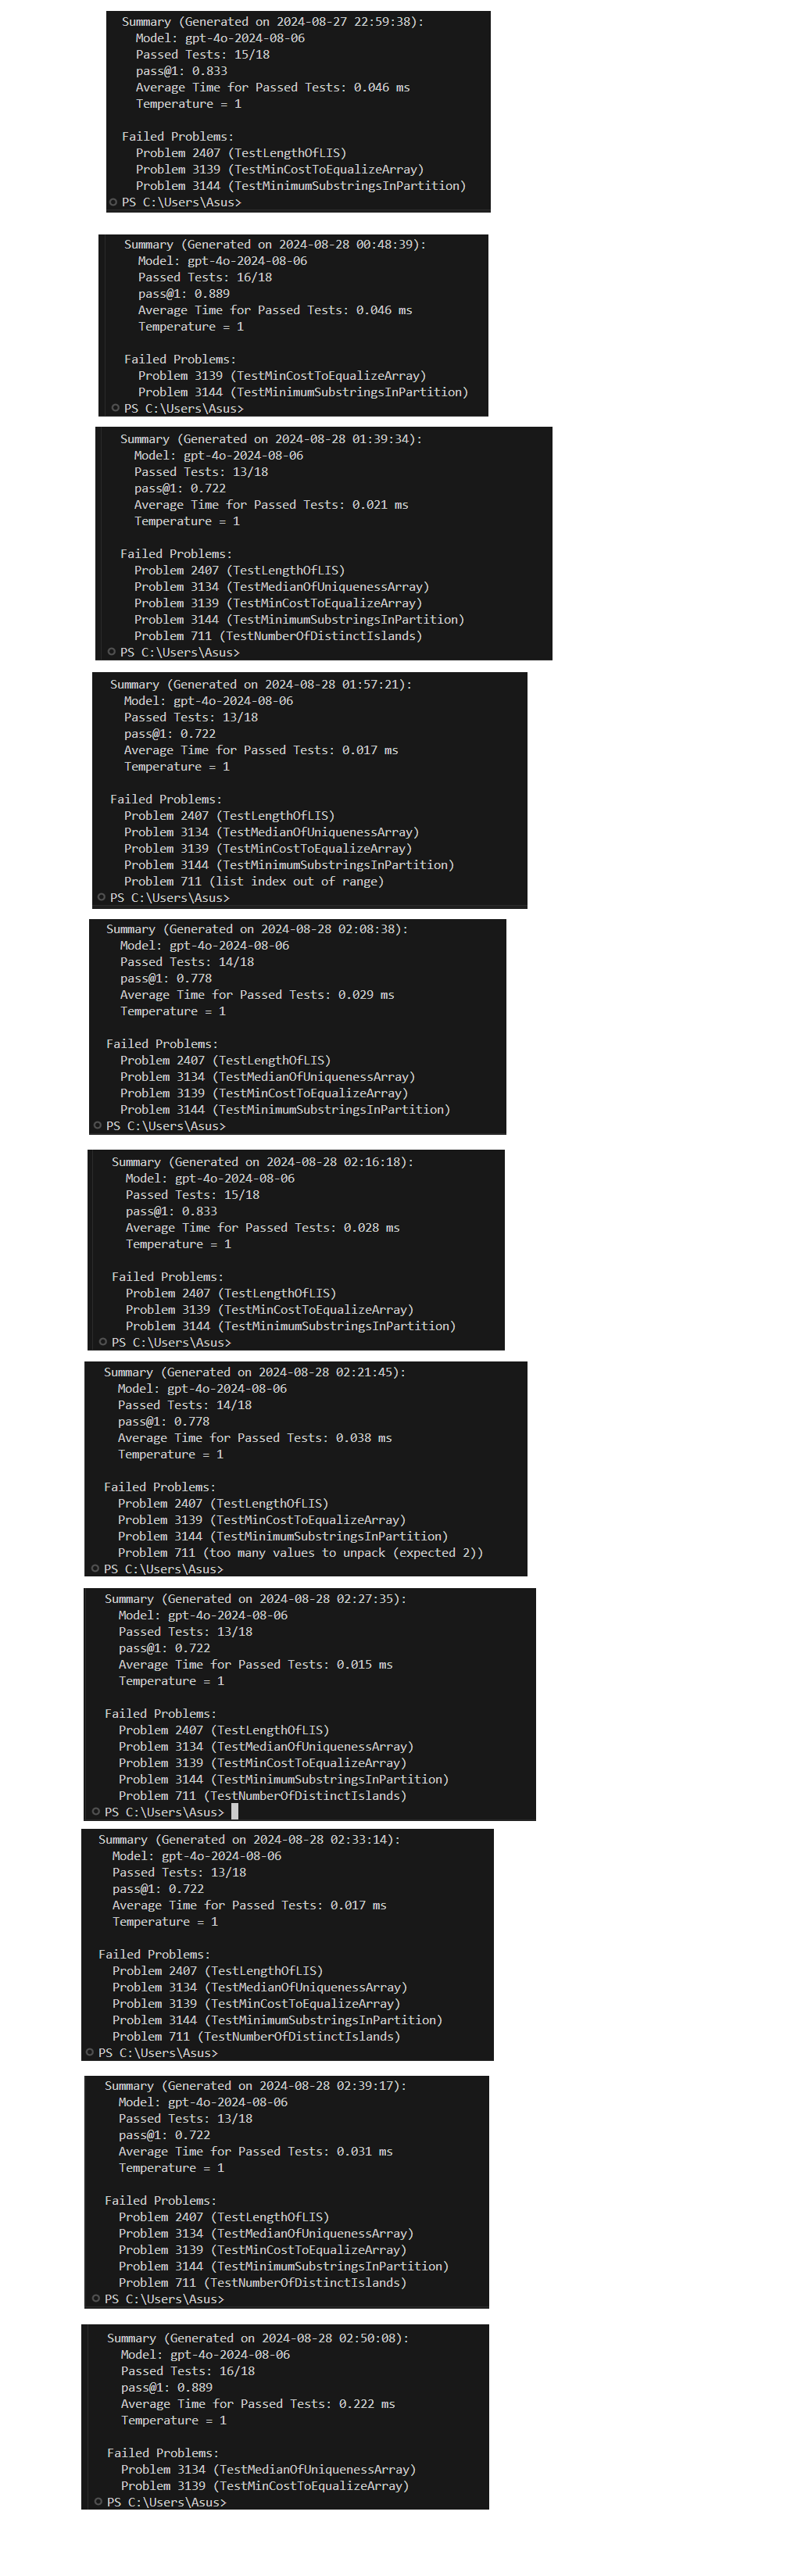 Summary (Generated on 2024-08-27 22:59:38):
Model: gpt-4o-2024-08-06
Passed Tests: 15/18
pass@1: 0.833
Average Time for Passed Tests: 0.046 ms
Temperature = 1
Failed Problems:
Problem 2407 (TestLengthOfLIS)
Problem 3139 (TestMinCostToEqualizeArray)
Problem 3144 (TestMinimumSubstringsInPartition)
PS C:\Users\Asus>
Summary (Generated on 2024-08-28 00:48:39):
Model: gpt-4o-2024-08-06
Passed Tests: 16/18
pass@1: 0.889
Average Time for Passed Tests: 0.046 ms
Temperature = 1
Failed Problems:
Problem 3139 (TestMinCostToEqualizeArray)
Problem 3144 (TestMinimumSubstringsInPartition)
PS C:\Users\Asus>
Summary (Generated on 2024-08-28 01:39:34):
Model: gpt-4o-2024-08-06
Passed Tests: 13/18
pass@1: 0.722
Average Time for Passed Tests: 0.021 ms
Temperature = 1
Failed Problems:
Problem 2407 (TestLengthOfLIS)
Problem 3134 (TestMedianOfUniquenessArray)
Problem 3139 (TestMinCostToEqualizeArray)
Problem 3144 (TestMinimumSubstringsInPartition)
Problem 711 (TestNumberOfDistinctIslands)
PS C:\Users\Asus>
Summary (Generated on 2024-08-28 01:57:21):
Model: gpt-4o-2024-08-06
Passed Tests: 13/18
pass@1: 0.722
Average Time for Passed Tests: 0.017 ms
Temperature = 1
Failed Problems:
Problem 2407 (TestLengthOfLIS)
Problem 3134 (TestMedianOfUniquenessArray)
Problem 3139 (TestMinCostToEqualizeArray)
Problem 3144 (TestMinimumSubstringsInPartition)
Problem 711 (list index out of range)
PS C:\Users\Asus>
Summary (Generated on 2024-08-28 02:08:38):
Model: gpt-4o-2024-08-06
Passed Tests: 14/18
pass@1: 0.778
Average Time for Passed Tests: 0.029 ms
Temperature = 1
Failed Problems:
Problem 2407 (TestLengthOfLIS)
Problem 3134 (TestMedianOfUniquenessArray)
Problem 3139 (TestMinCostToEqualizeArray)
Problem 3144 (TestMinimumSubstringsInPartition)
PS C:\Users\Asus>
Summary (Generated on 2024-08-28 02:16:18):
Model: gpt-4o-2024-08-06
Passed Tests: 15/18
pass@1: 0.833
Average Time for Passed Tests: 0.028 ms
Temperature = 1
Failed Problems:
Problem 2407 (TestLengthOfLIS)
Problem 3139 (TestMinCostToEqualizeArray)
Problem 3144 (TestMinimumSubstringsInPartition)
PS C:\Users\Asus>
Summary (Generated on 2024-08-28 02:21:45):
Model: gpt-4o-2024-08-06
Passed Tests: 14/18
pass@1: 0.778
Average Time for Passed Tests: 0.038 ms
Temperature = 1
Failed Problems:
Problem 2407 (TestLengthOfLIS)
Problem 3139 (TestMinCostToEqualizeArray)
Problem 3144 (TestMinimumSubstringsInPartition)
Problem 711 (too many values to unpack (expected 2))
PS C:\Users\Asus>
Summary (Generated on 2024-08-28 02:27:35):
Model: gpt-4o-2024-08-06
Passed Tests: 13/18
pass@1: 0.722
Average Time for Passed Tests: 0.015 ms
Temperature = 1
Failed Problems:
Problem 2407 (TestLengthOfLIS)
Problem 3134 (TestMedianOfUniquenessArray)
Problem 3139 (TestMinCostToEqualizeArray)
Problem 3144 (TestMinimumSubstringsInPartition)
Problem 711 (TestNumberOfDistinctIslands)
PS C:\Users\Asus>
Summary (Generated on 2024-08-28 02:33:14):
Model: gpt-4o-2024-08-06
Passed Tests: 13/18
pass@1: 0.722
Average Time for Passed Tests: 0.017 ms
Temperature = 1
Failed Problems:
Problem 2407 (TestLengthOfLIS)
Problem 3134 (TestMedianOfUniquenessArray)
Problem 3139 (TestMinCostToEqualizeArray)
Problem 3144 (TestMinimumSubstringsInPartition)
Problem 711 (TestNumberOfDistinctIslands)
PS C:\Users\Asus>
Summary (Generated on 2024-08-28 02:39:17):
Model: gpt-4o-2024-08-06
Passed Tests: 13/18
pass@1: 0.722
Average Time for Passed Tests: 0.031 ms
Temperature = 1
Failed Problems:
Problem 2407 (TestLengthOfLIS)
Problem 3134 (TestMedianOfUniquenessArray)
Problem 3139 (TestMinCostToEqualizeArray)
Problem 3144 (TestMinimumSubstringsInPartition)
Problem 711 (TestNumberOfDistinctIslands)
PS C:\Users\Asus>
Summary (Generated on 2024-08-28 02:50:08):
Model: gpt-4o-2024-08-06
Passed Tests: 16/18
pass@1: 0.889
Average Time for Passed Tests: 0.222 ms
Temperature = 1
Failed Problems:
Problem 3134 (TestMedianOfUniquenessArray)
Problem 3139 (TestMinCostToEqualizeArray)
PS C:\Users\Asus>